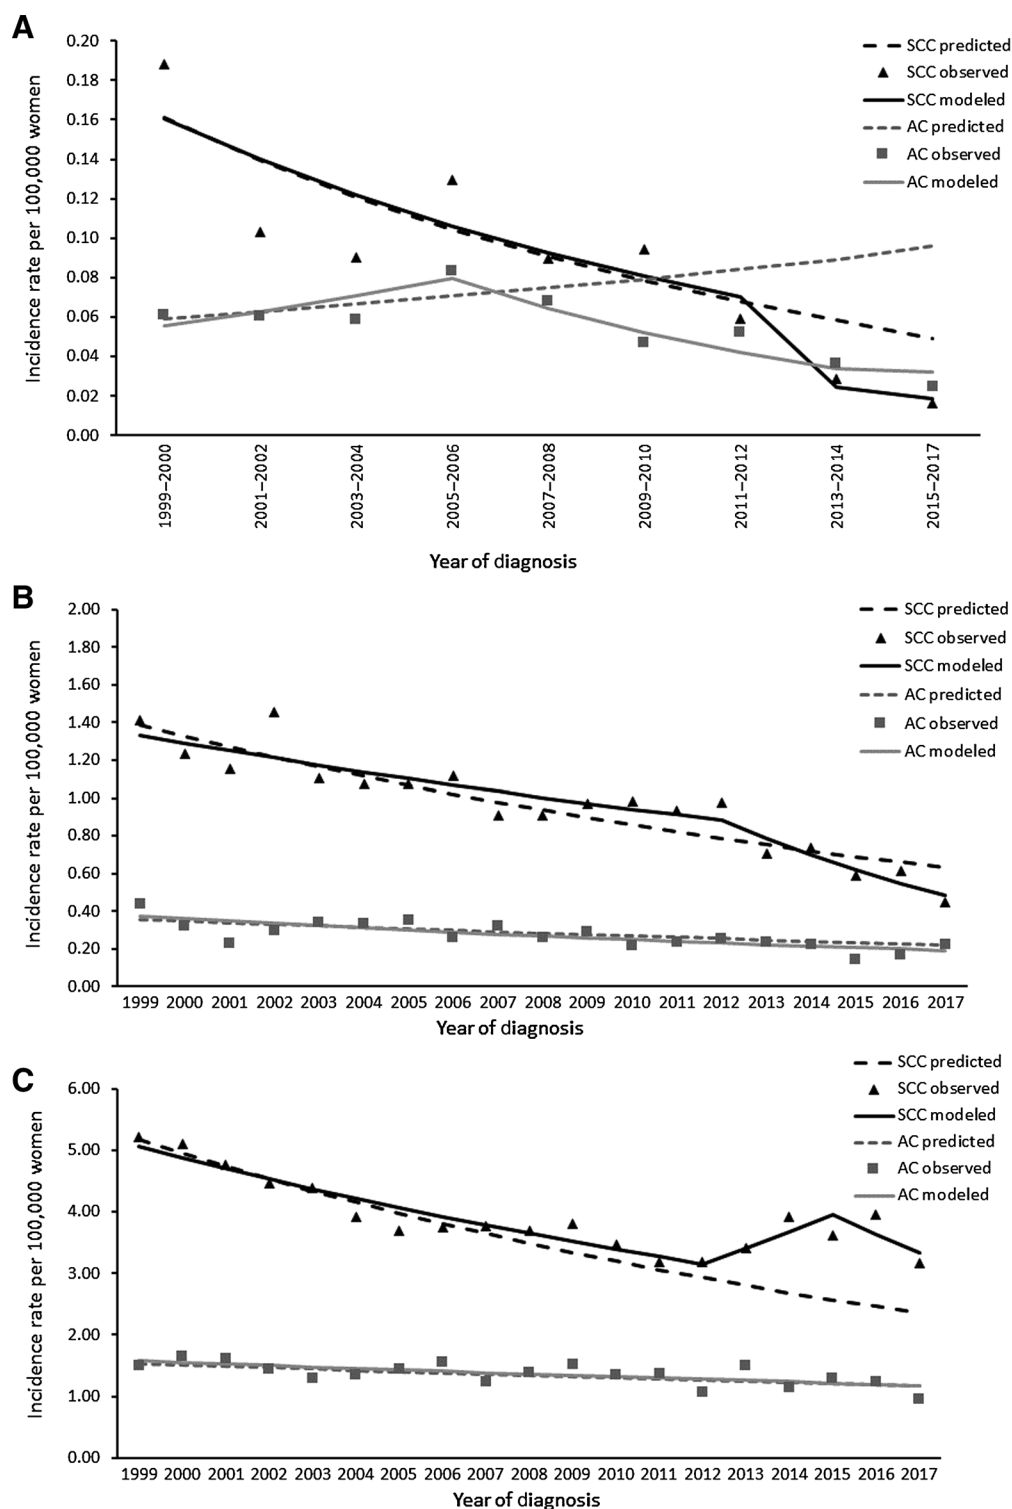 A
Incidence rate per 100,000 women
0.20
0.18
0.16
0.14
0.12
0.10
0.08
0.06
0.04
0.02
0.00
SCC predicted
SCC observed
SCC modeled
AC predicted
AC observed
AC modeled
1999–2000
2001–2002
2003–2004
2005–2006
2007–2008
2009–2010
2011–2012
2013–2014
2015–2017
Year of diagnosis
B
Incidence rate per 100,000 women
2.00
1.80
1.60
1.40
1.20
1.00
0.80
0.60
0.40
0.20
0.00
SCC predicted
SCC observed
SCC modeled
AC predicted
AC observed
AC modeled
1999 2000 2001 2002 2003 2004 2005 2006 2007 2008 2009 2010 2011 2012 2013 2014 2015 2016 2017
Year of diagnosis
C
Incidence rate per 100,000 women
6.00
5.00
4.00
3.00
2.00
1.00
0.00
SCC predicted
SCC observed
SCC modeled
AC predicted
AC observed
AC modeled
1999 2000 2001 2002 2003 2004 2005 2006 2007 2008 2009 2010 2011 2012 2013 2014 2015 2016 2017
Year of diagnosis